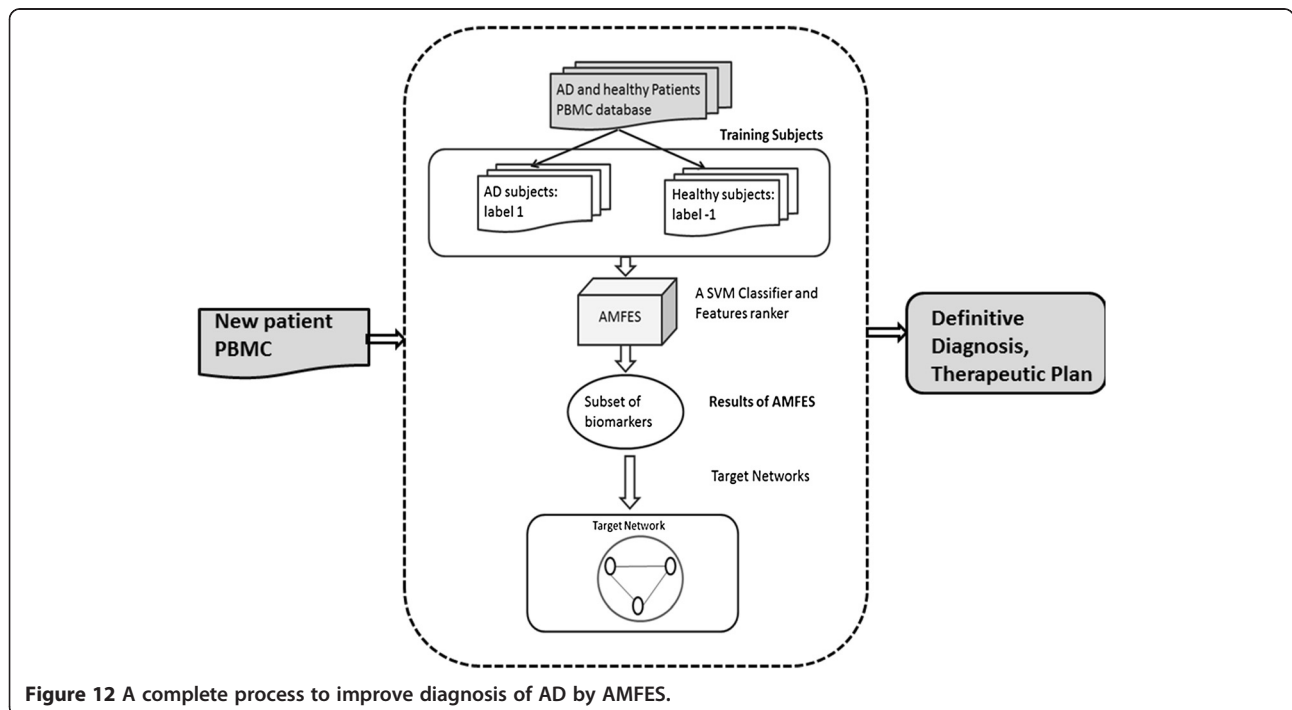 AD and healthy Patients
PBMC database
Training Subjects
AD subjects:
label 1
Healthy subjects:
label -1
A SVM Classifier and
Features ranker
AMFES
New patient
PBMC
Definitive
Diagnosis,
Therapeutic Plan
Subset of
biomarkers
Results of AMFES
Target Networks
Target Network
Figure 12 A complete process to improve diagnosis of AD by AMFES.